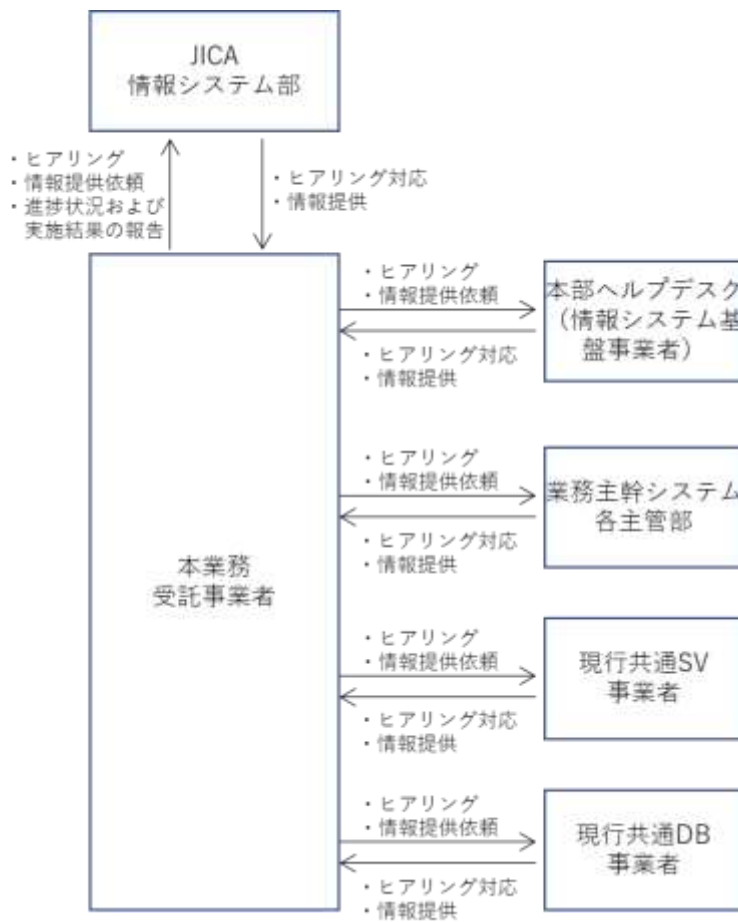 JICA
情報システム部
・ヒアリング
・情報提供依頼
・進捗状況および
実施結果の報告
・ヒアリング対応
・情報提供
・ヒアリング
・情報提供依頼
・ヒアリング対応
・情報提供
本部ヘルプデスク
（情報システム基
盤事業者）
・ヒアリング
・情報提供依頼
・ヒアリング対応
・情報提供
業務主幹システム
各主管部
本業務
受託事業者
・ヒアリング
・情報提供依頼
・ヒアリング対応
・情報提供
現行共通SV
事業者
・ヒアリング
・情報提供依頼
・ヒアリング対応
・情報提供
現行共通DB
事業者